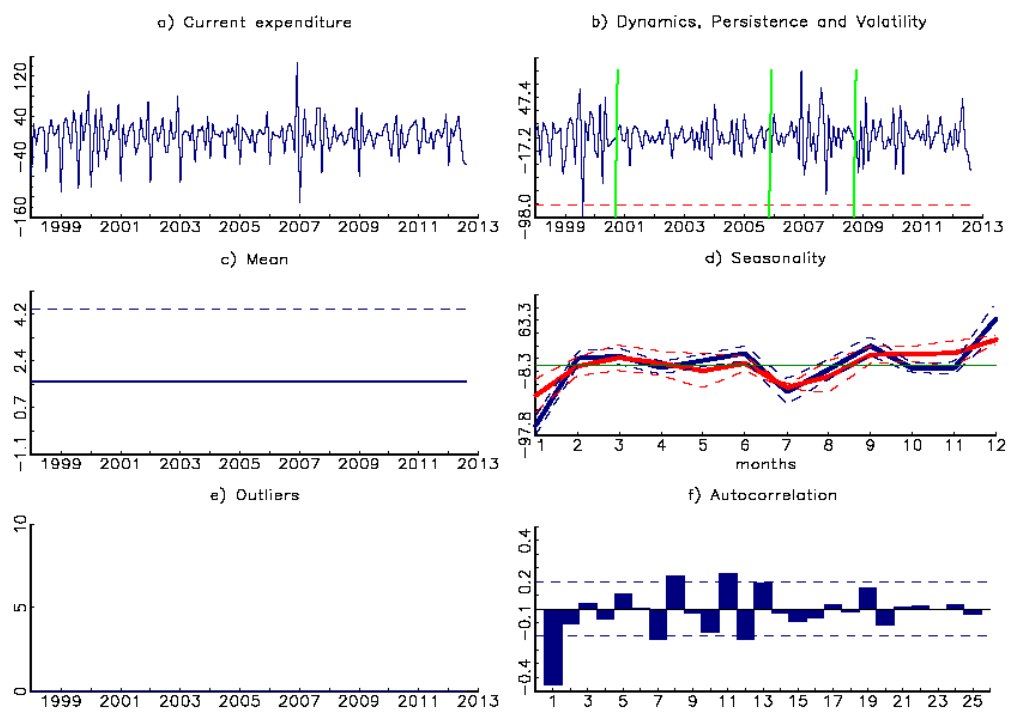 a) Current expenditure
120
40
-40
-160
1999 2001 2003 2005 2007 2009 2011 2013
b) Dynamics, Persistence and Volatility
47.4
-17.2
-98.0
1999 2001 2003 2005 2007 2009 2011 2013
c) Mean
4.2
2.4
0.7
-1.1
1999 2001 2003 2005 2007 2009 2011 2013
d) Seasonality
63.3
-8.3
-97.8
1 2 3 4 5 6 7 8 9 10 11 12
months
e) Outliers
10
5
0
1999 2001 2003 2005 2007 2009 2011 2013
f) Autocorrelation
0.4
0.2
-0.1
-0.4
1 3 5 7 9 11 13 15 17 19 21 23 25